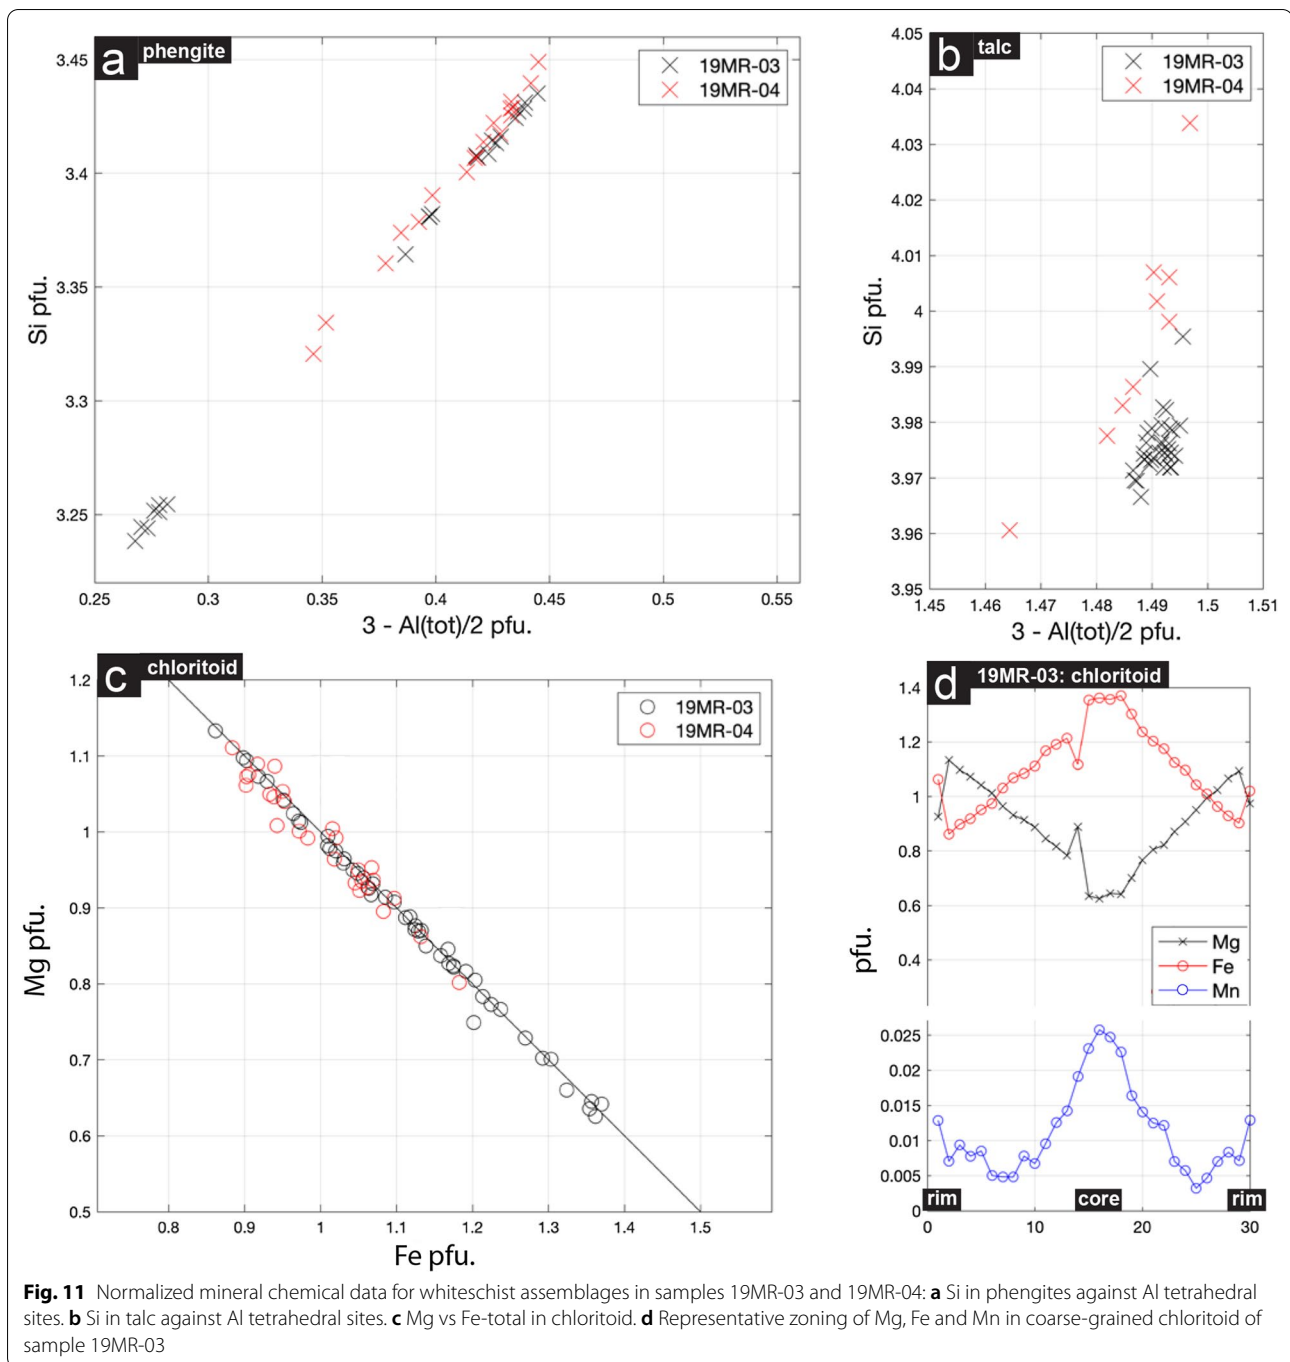 a phengite
19MR-03
19MR-04
3.45
3.4
3.35
3.3
3.25
Si pfu.
0.25 0.3 0.35 0.4 0.45 0.5 0.55
3 - Al(tot)/2 pfu.
b talc
19MR-03
19MR-04
4.05
4.04
4.03
4.02
4.01
4
3.99
3.98
3.97
3.96
3.95
Si pfu.
1.45 1.46 1.47 1.48 1.49 1.5 1.51
3 - Al(tot)/2 pfu.
c chloritoid
19MR-03
19MR-04
1.2
1.1
1
0.9
0.8
0.7
0.6
0.5
Mg pfu.
0.8 0.9 1 1.1 1.2 1.3 1.4 1.5
Fe pfu.
d 19MR-03: chloritoid
1.4
1.2
1
0.8
0.6
0.4
pfu.
Mg
Fe
Mn
0.025
0.02
0.015
0.01
0.005
0
rim core rim
0 10 20 30
Fig. 11 Normalized mineral chemical data for whiteschist assemblages in samples 19MR-03 and 19MR-04: a Si in phengites against Al tetrahedral
sites. b Si in talc against Al tetrahedral sites. c Mg vs Fe-total in chloritoid. d Representative zoning of Mg, Fe and Mn in coarse-grained chloritoid of
sample 19MR-03